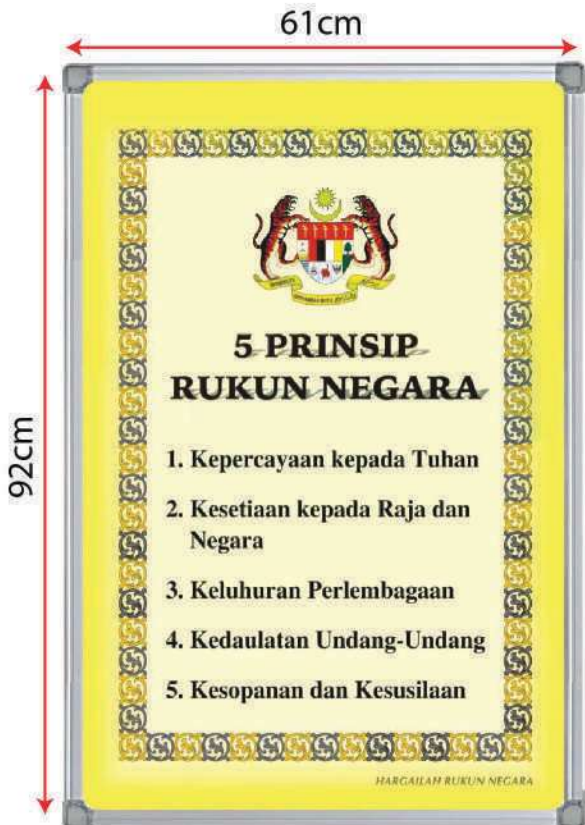 61cm
92cm
5 PRINSIP
RUKUN NEGARA
1. Kepercayaan kepada Tuhan
2. Kesetiaan kepada Raja dan
Negara
3. Keluhuran Perlembagaan
4. Kedaulatan Undang-Undang
5. Kesopanan dan Kesusilaan
HARGAILAH RUKUN NEGARA